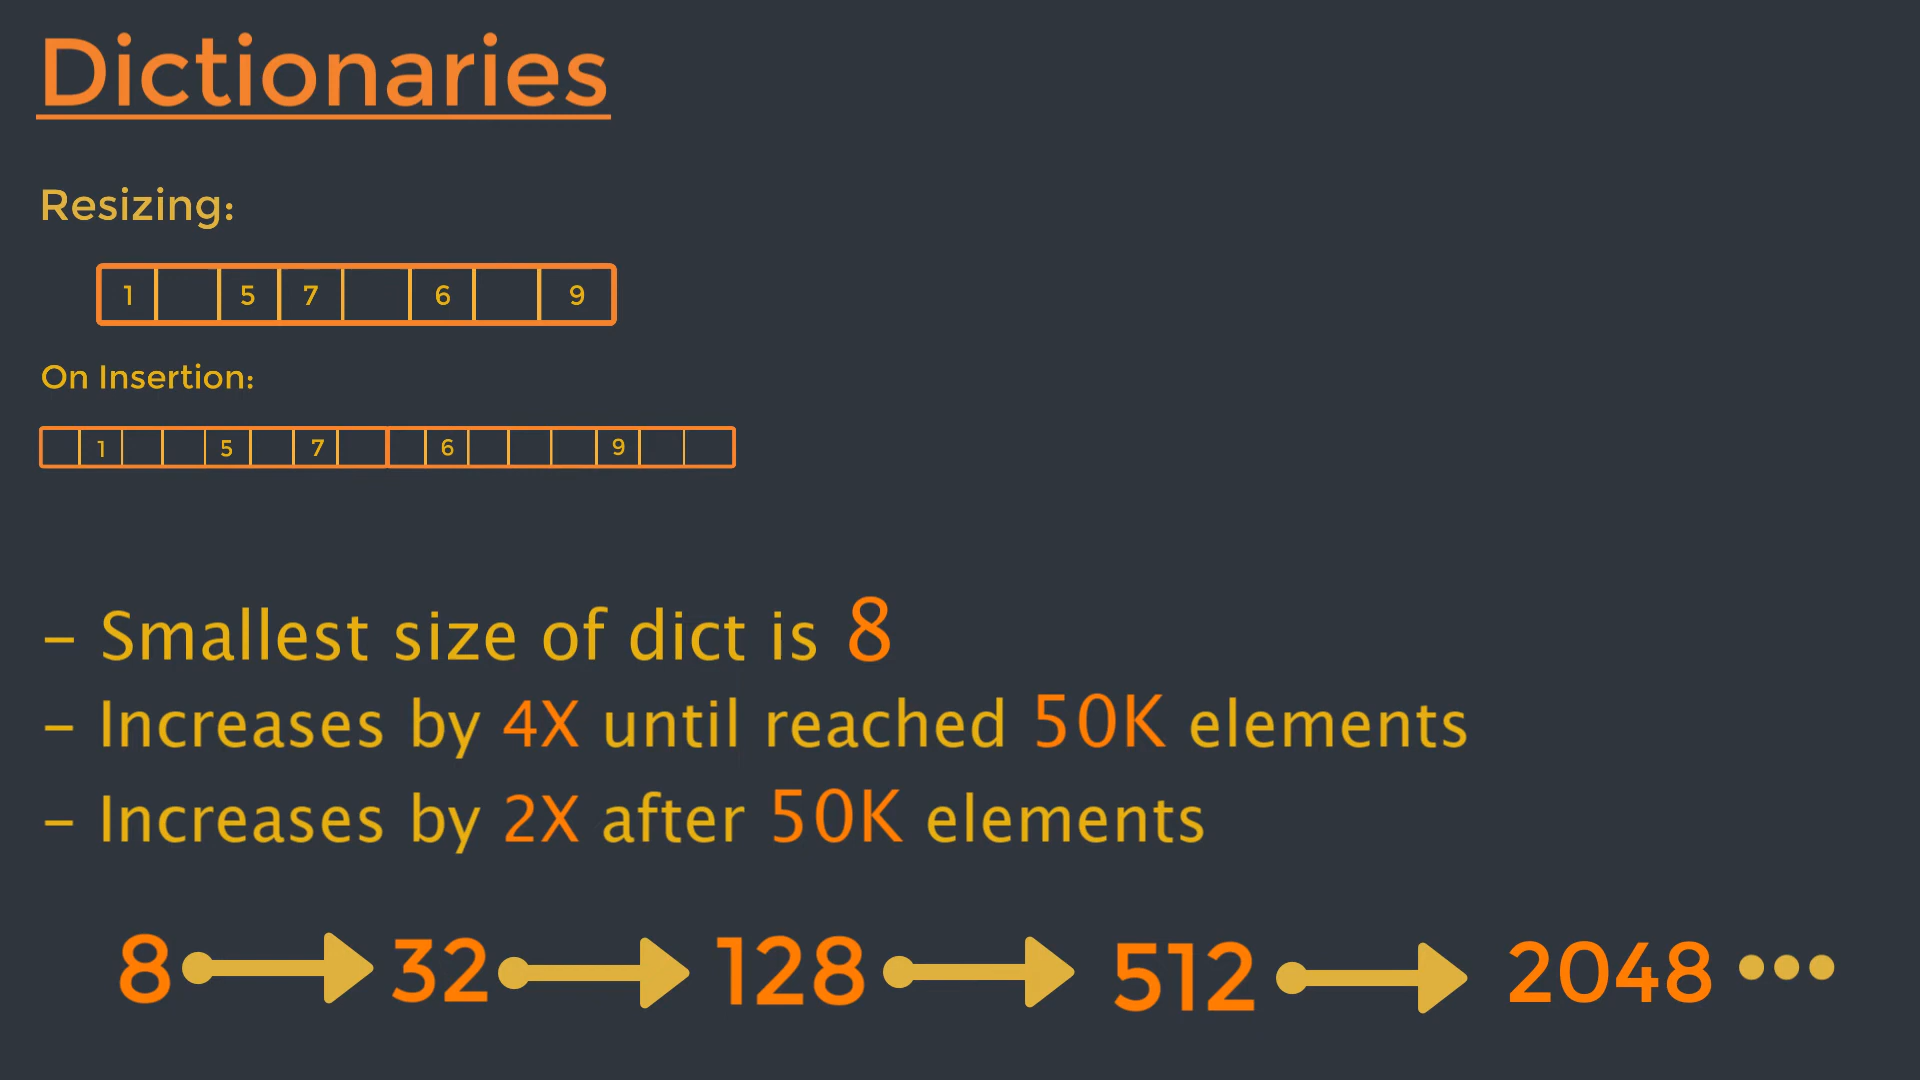 Dictionaries
Resizing:
1 5 7 6 9
On Insertion:
1 5 7 6 9
– Smallest size of dict is 8
– Increases by 4X until reached 50K elements
– Increases by 2X after 50K elements
8 32 128 512 2048 •••